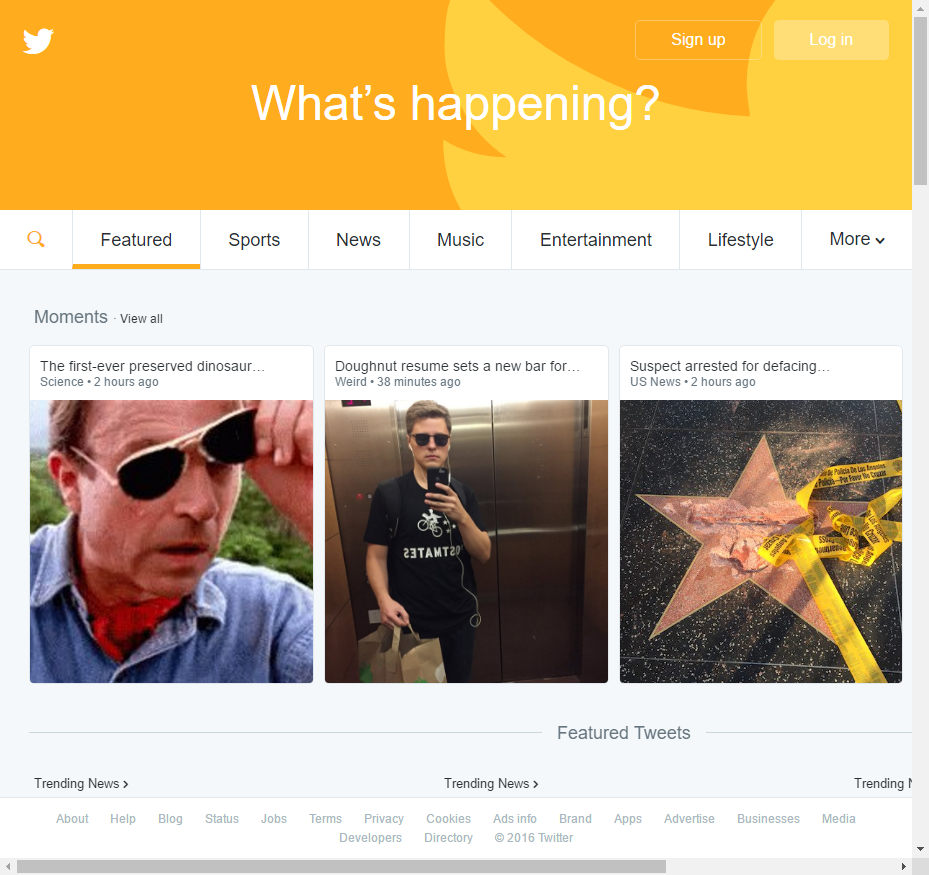 Sign up
Log in
What's happening?
Featured
Sports
News
Music
Entertainment
Lifestyle
More
Moments · View all
The first-ever preserved dinosaur…
Science • 2 hours ago
Doughnut resume sets a new bar for…
Weird • 38 minutes ago
Suspect arrested for defacing…
US News • 2 hours ago
POSTMATES
Featured Tweets
Trending News
Trending News
Trending
About Help Blog Status Jobs Terms Privacy Cookies Ads info Brand Apps Advertise Businesses Media
Developers Directory © 2016 Twitter